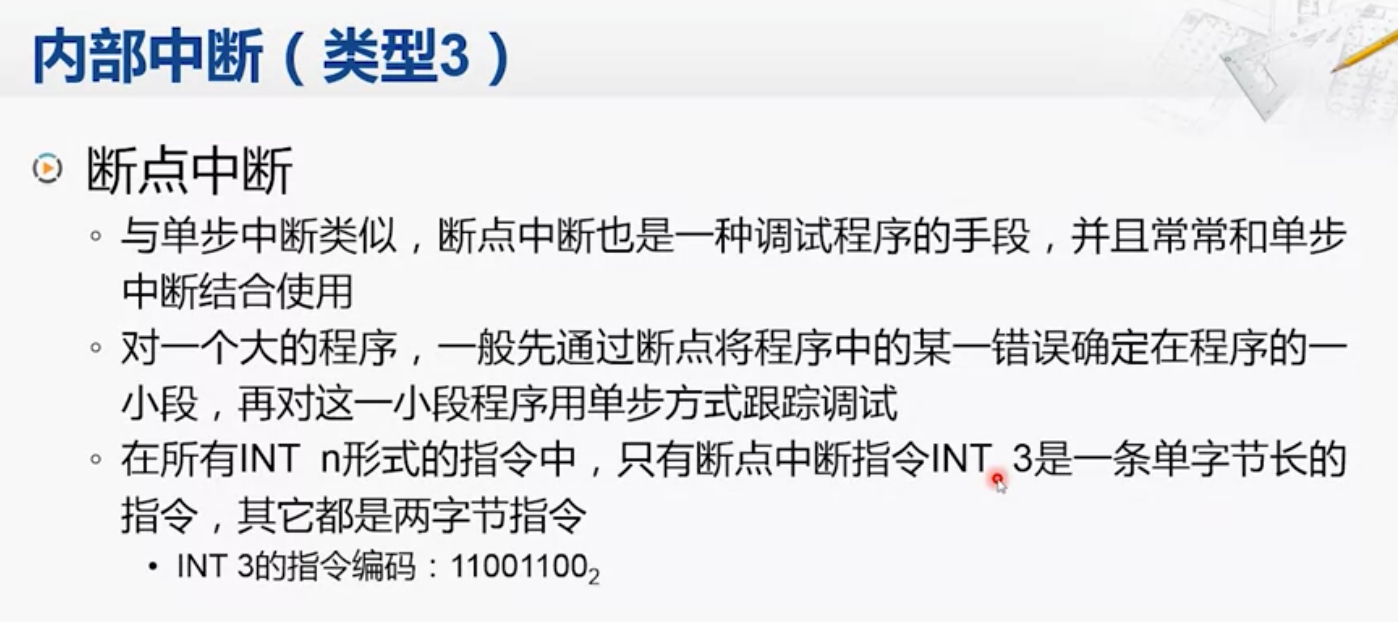 内部中断（类型3）
断点中断
与单步中断类似，断点中断也是一种调试程序的手段，并且常常和单步
中断结合使用
对一个大的程序，一般先通过断点将程序中的某一错误确定在程序的一
小段，再对这一小段程序用单步方式跟踪调试
在所有INT n形式的指令中，只有断点中断指令INT 3是一条单字节长的
指令，其它都是两字节指令
• INT 3的指令编码：11001100₂